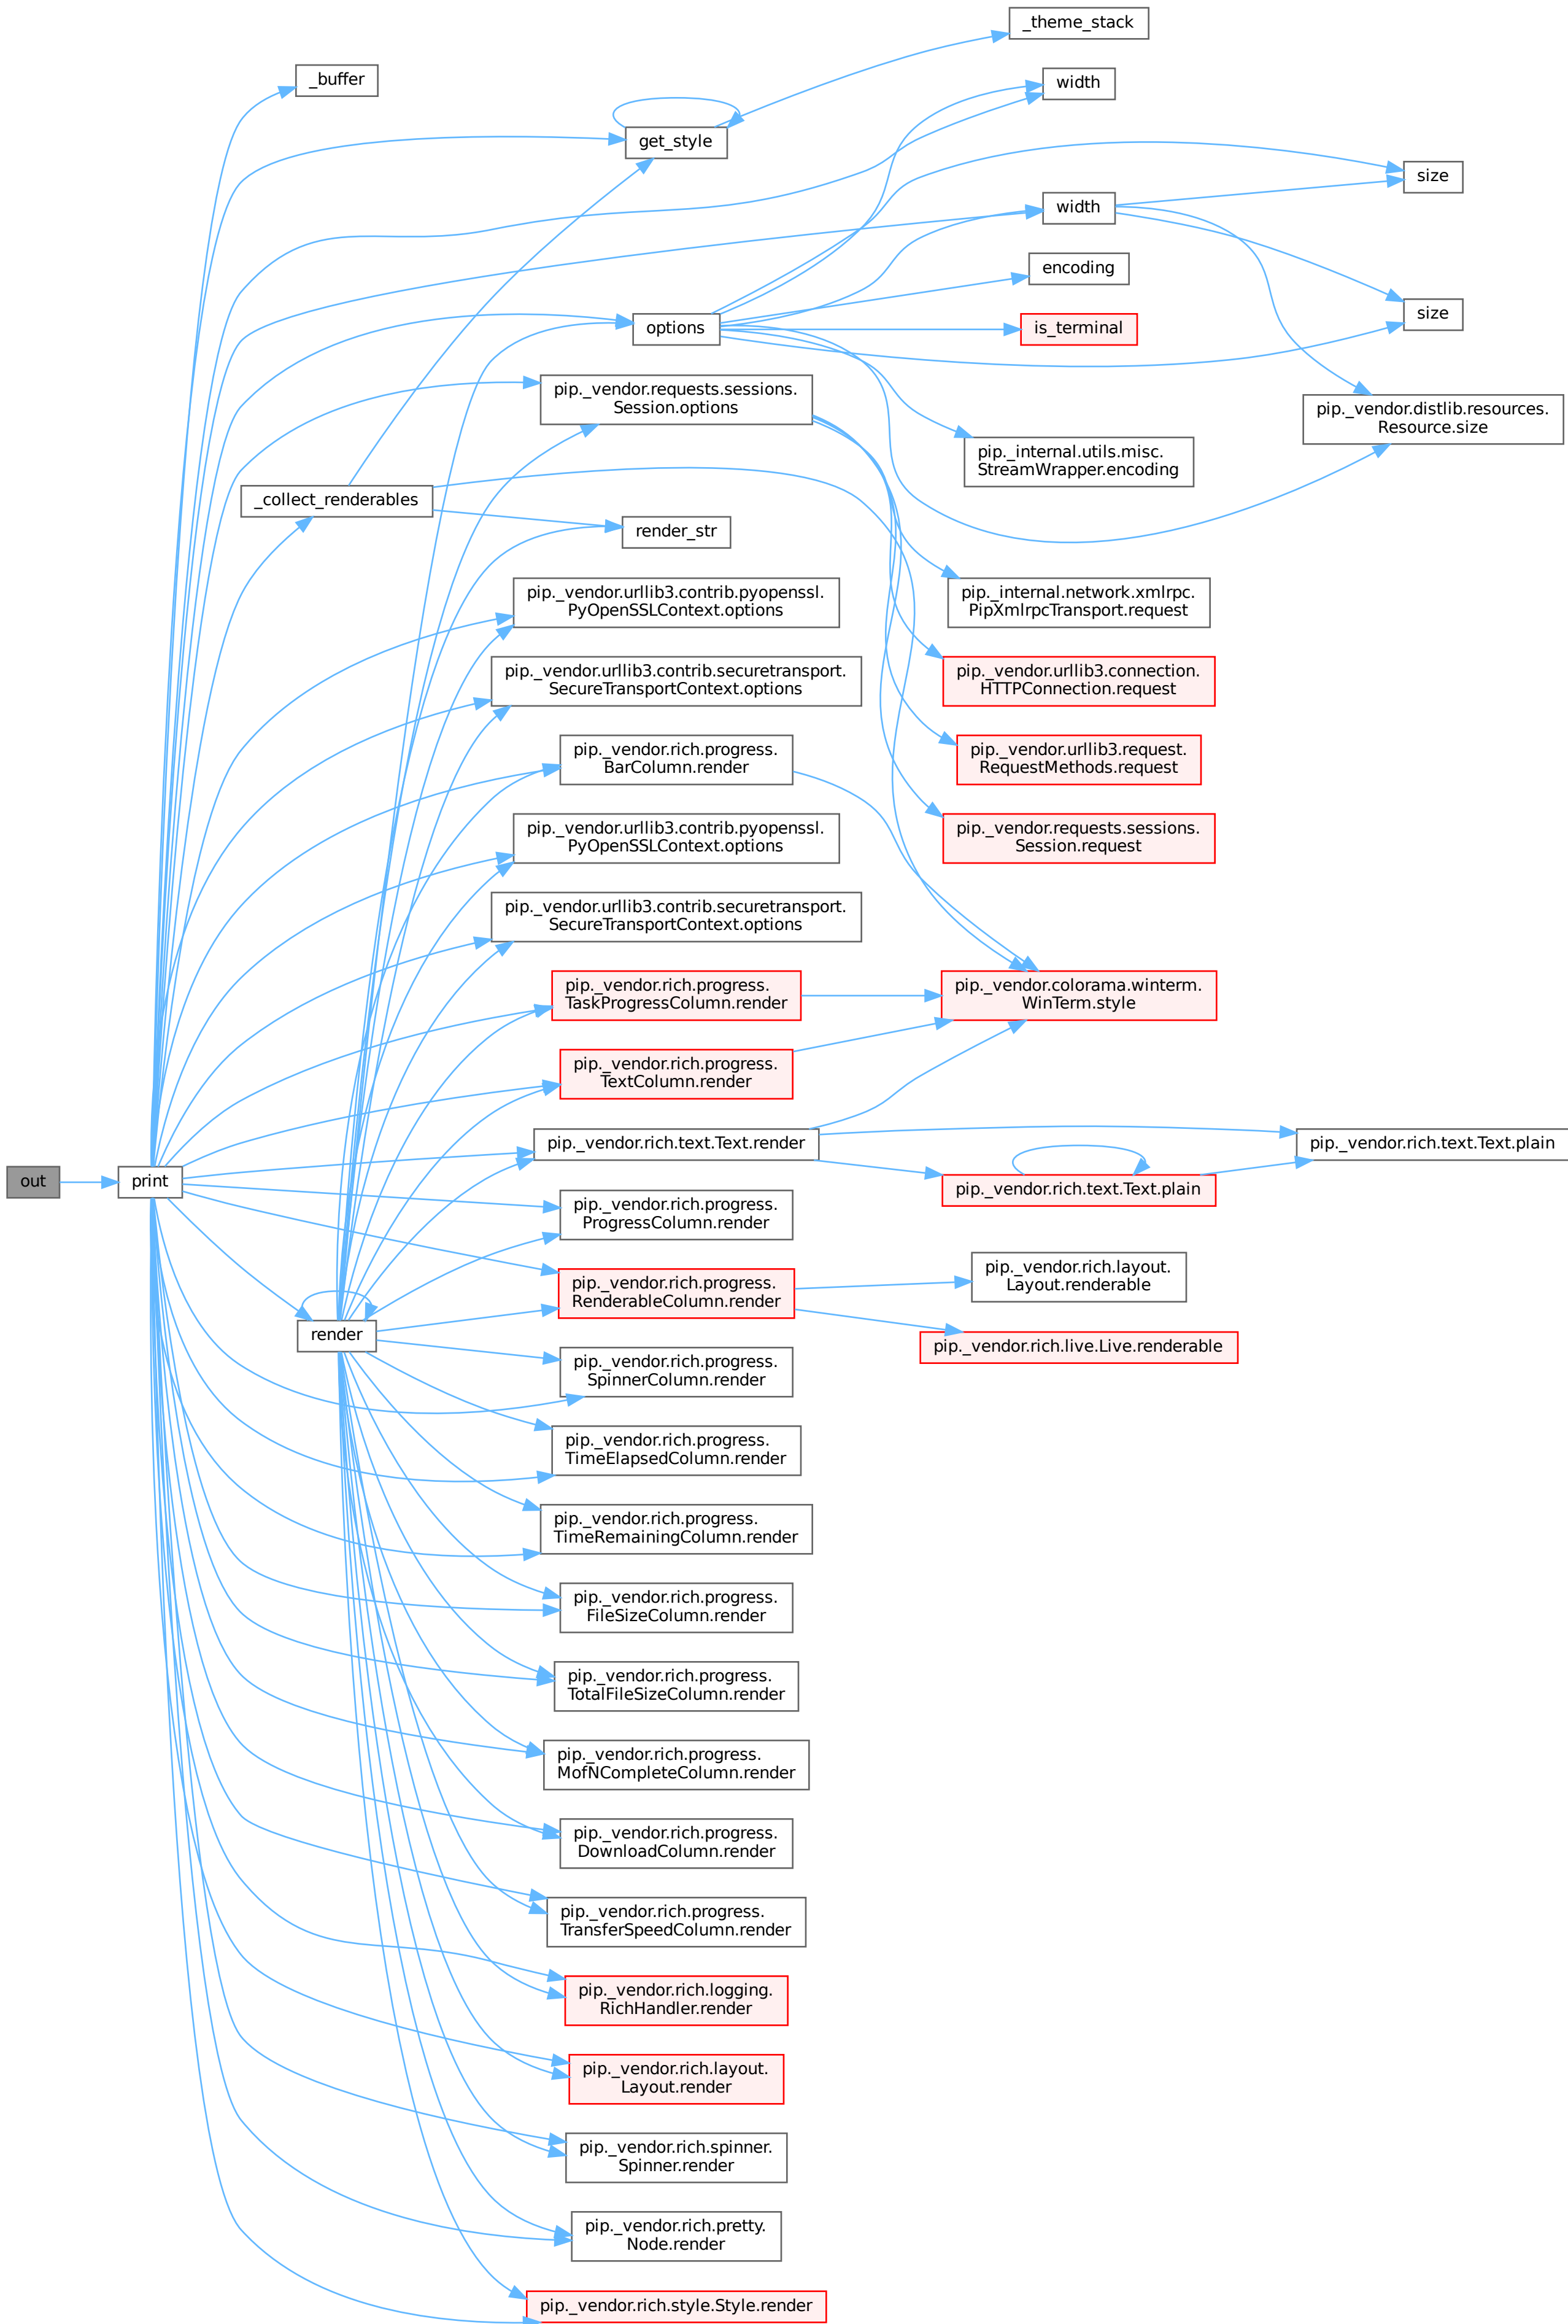 _theme_stack
_buffer
width
get_style
size
width
encoding
size
options
is_terminal
pip._vendor.requests.sessions.
Session.options
pip._vendor.distlib.resources.
Resource.size
pip._internal.utils.misc.
StreamWrapper.encoding
_collect_renderables
render_str
pip._vendor.urllib3.contrib.pyopenssl.
PyOpenSSLContext.options
pip._internal.network.xmlrpc.
PipXmlrpcTransport.request
pip._vendor.urllib3.contrib.securetransport.
SecureTransportContext.options
pip._vendor.urllib3.connection.
HTTPConnection.request
pip._vendor.rich.progress.
BarColumn.render
pip._vendor.urllib3.request.
RequestMethods.request
pip._vendor.urllib3.contrib.pyopenssl.
PyOpenSSLContext.options
pip._vendor.requests.sessions.
Session.request
pip._vendor.urllib3.contrib.securetransport.
SecureTransportContext.options
pip._vendor.rich.progress.
TaskProgressColumn.render
pip._vendor.colorama.winterm.
WinTerm.style
pip._vendor.rich.progress.
TextColumn.render
pip._vendor.rich.text.Text.render
pip._vendor.rich.text.Text.plain
out
print
pip._vendor.rich.text.Text.plain
pip._vendor.rich.progress.
ProgressColumn.render
pip._vendor.rich.progress.
RenderableColumn.render
pip._vendor.rich.layout.
Layout.renderable
render
pip._vendor.rich.live.Live.renderable
pip._vendor.rich.progress.
SpinnerColumn.render
pip._vendor.rich.progress.
TimeElapsedColumn.render
pip._vendor.rich.progress.
TimeRemainingColumn.render
pip._vendor.rich.progress.
FileSizeColumn.render
pip._vendor.rich.progress.
TotalFileSizeColumn.render
pip._vendor.rich.progress.
MofNCompleteColumn.render
pip._vendor.rich.progress.
DownloadColumn.render
pip._vendor.rich.progress.
TransferSpeedColumn.render
pip._vendor.rich.logging.
RichHandler.render
pip._vendor.rich.layout.
Layout.render
pip._vendor.rich.spinner.
Spinner.render
pip._vendor.rich.pretty.
Node.render
pip._vendor.rich.style.Style.render